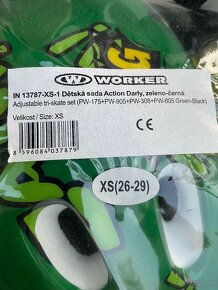 W WORKER
IN 13787-XS-1 Dětská sada Action Darly, zeleno-černá
Adjustable tri-skate set (PW-175+PW-905+PW-308+PW-805 Green-Black)
Velikost / Size: XS
CE
8 596084 037879
XS(26-29)